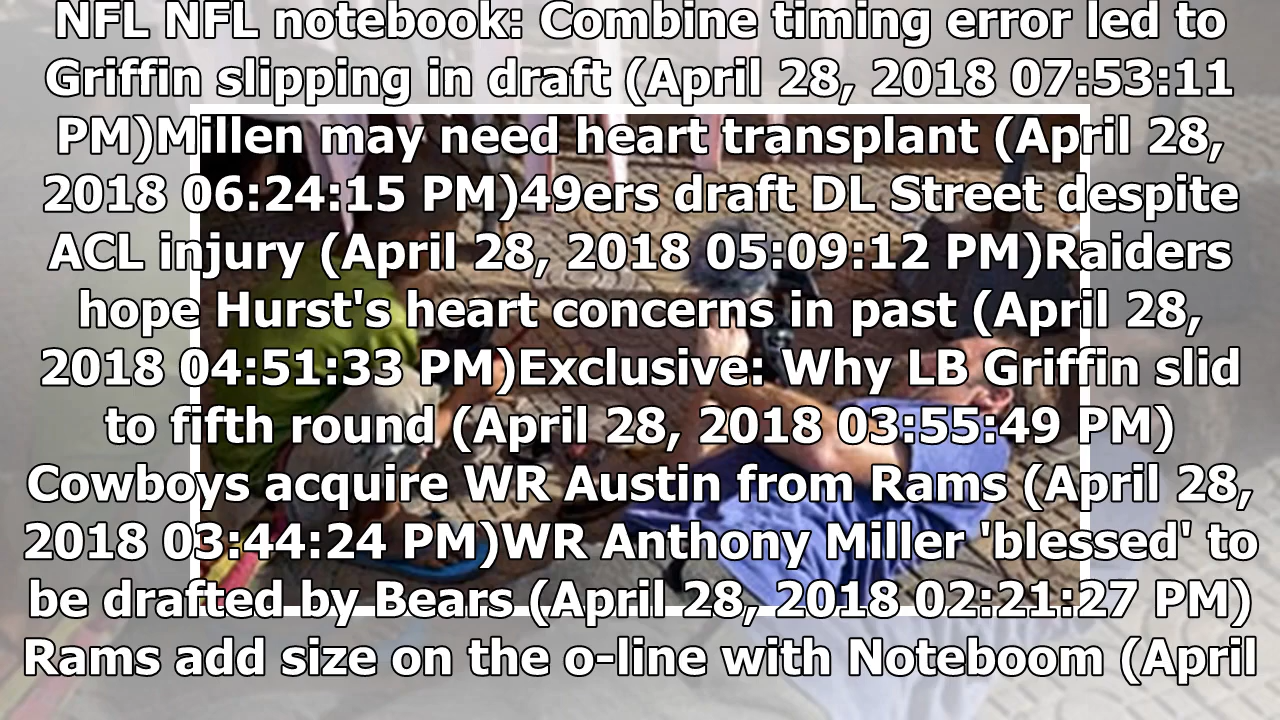 NFL NFL notebook: Combine timing error led to
Griffin slipping in draft (April 28, 2018 07:53:11
PM)Millen may need heart transplant (April 28,
2018 06:24:15 PM)49ers draft DL Street despite
ACL injury (April 28, 2018 05:09:12 PM)Raiders
hope Hurst's heart concerns in past (April 28,
2018 04:51:33 PM)Exclusive: Why LB Griffin slid
to fifth round (April 28, 2018 03:55:49 PM)
Cowboys acquire WR Austin from Rams (April 28,
2018 03:44:24 PM)WR Anthony Miller 'blessed' to
be drafted by Bears (April 28, 2018 02:21:27 PM)
Rams add size on the o-line with Noteboom (April